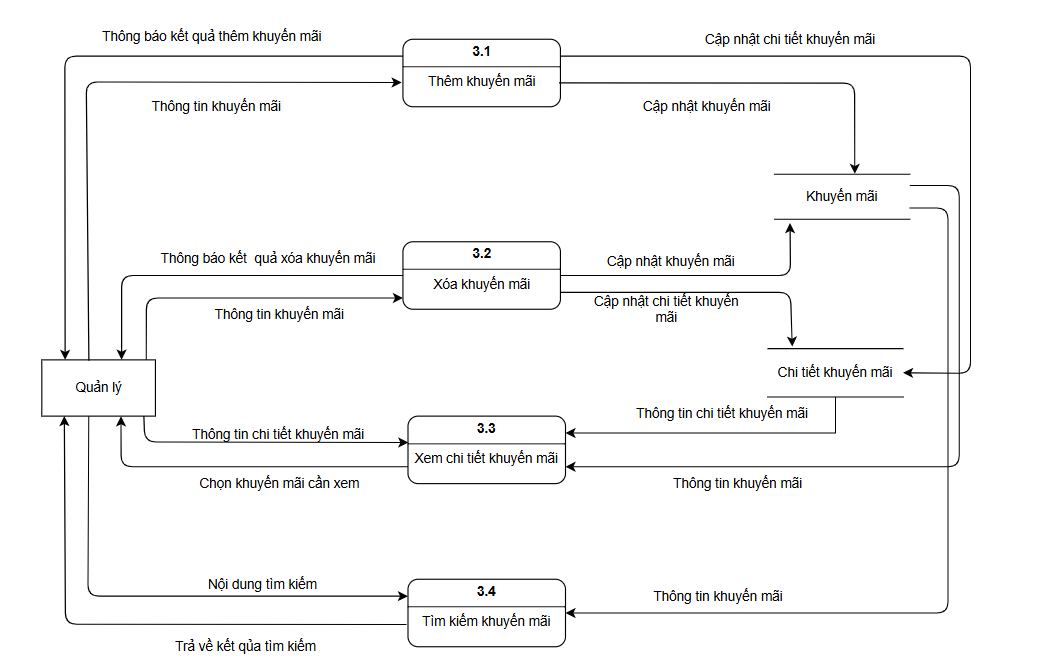 Thông báo kết quả thêm khuyến mãi
3.1
Cập nhật chi tiết khuyến mãi
Thêm khuyến mãi
Thông tin khuyến mãi
Cập nhật khuyến mãi
Khuyến mãi
Thông báo kết quả xóa khuyến mãi
3.2
Cập nhật khuyến mãi
Xóa khuyến mãi
Thông tin khuyến mãi
Cập nhật chi tiết khuyến
mãi
Quản lý
Chi tiết khuyến mãi
Thông tin chi tiết khuyến mãi
Thông tin chi tiết khuyến mãi
3.3
Xem chi tiết khuyến mãi
Chọn khuyến mãi cần xem
Thông tin khuyến mãi
Nội dung tìm kiếm
3.4
Thông tin khuyến mãi
Tìm kiếm khuyến mãi
Trả về kết qủa tìm kiếm